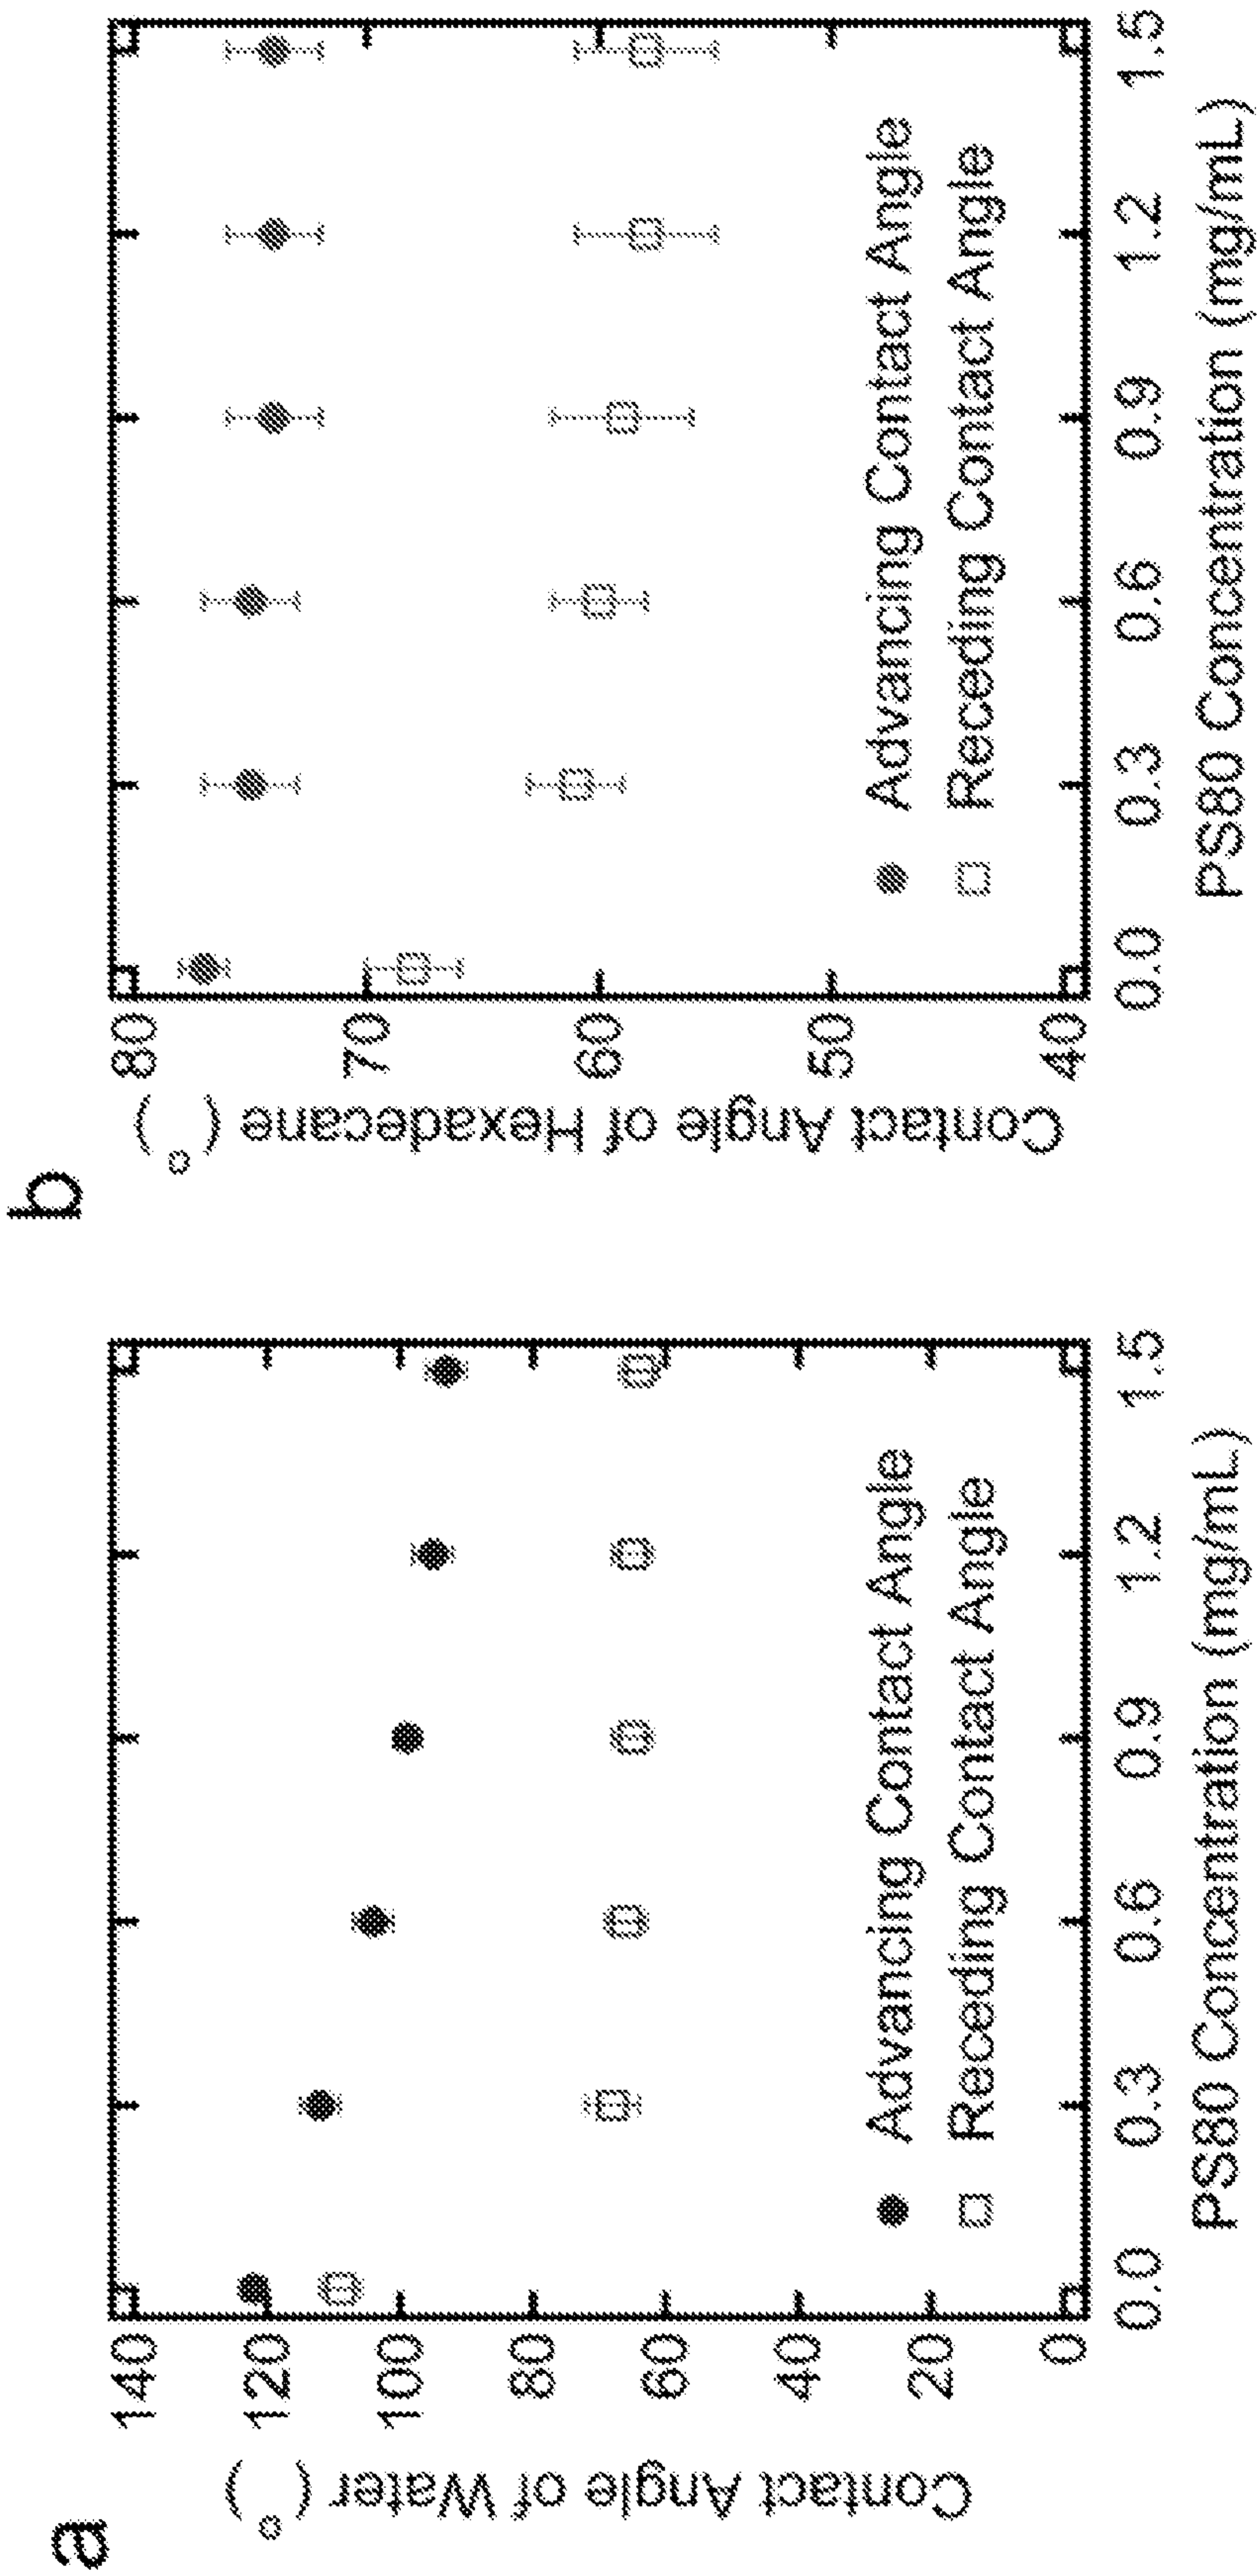 a
Contact Angle of Water (°)
140
120
100
80
60
40
20
0
Advancing Contact Angle
Receding Contact Angle
0.0 0.3 0.6 0.9 1.2 1.5
PS80 Concentration (mg/mL)
b
Contact Angle of Hexadecane (°)
80
70
60
50
40
Advancing Contact Angle
Receding Contact Angle
0.0 0.3 0.6 0.9 1.2 1.5
PS80 Concentration (mg/mL)